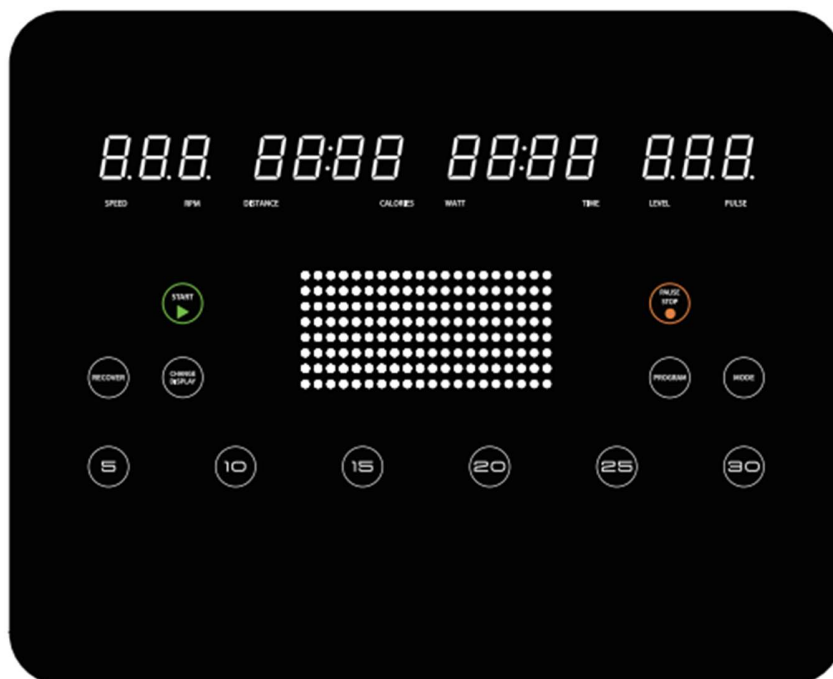 8.8.8. 88:88 88:88 8.8.8.
SPEED RPM DISTANCE CALORIES WATT TIME LEVEL PULSE
START
PAUSE
STOP
RECOVER
CHANGE
DISPLAY
PROGRAM
MODE
5 10 15 20 25 30